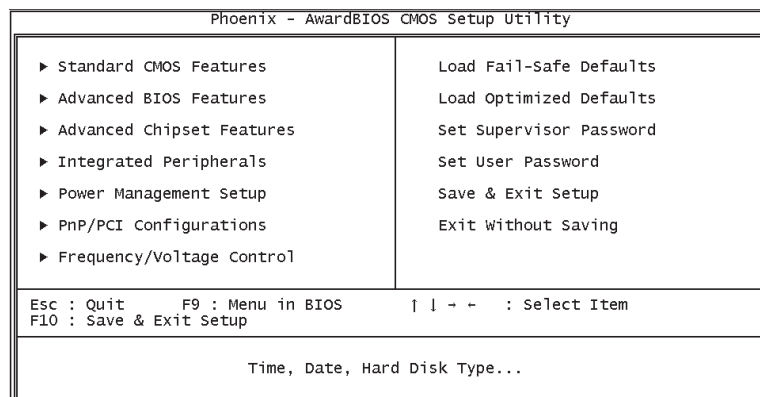 Phoenix - AwardBIOS CMOS Setup Utility
▶ Standard CMOS Features
▶ Advanced BIOS Features
▶ Advanced Chipset Features
▶ Integrated Peripherals
▶ Power Management Setup
▶ PnP/PCI Configurations
▶ Frequency/Voltage Control
Load Fail-Safe Defaults
Load Optimized Defaults
Set Supervisor Password
Set User Password
Save & Exit Setup
Exit Without Saving
Esc : Quit F9 : Menu in BIOS ↑ ↓ → ← : Select Item
F10 : Save & Exit Setup
Time, Date, Hard Disk Type...